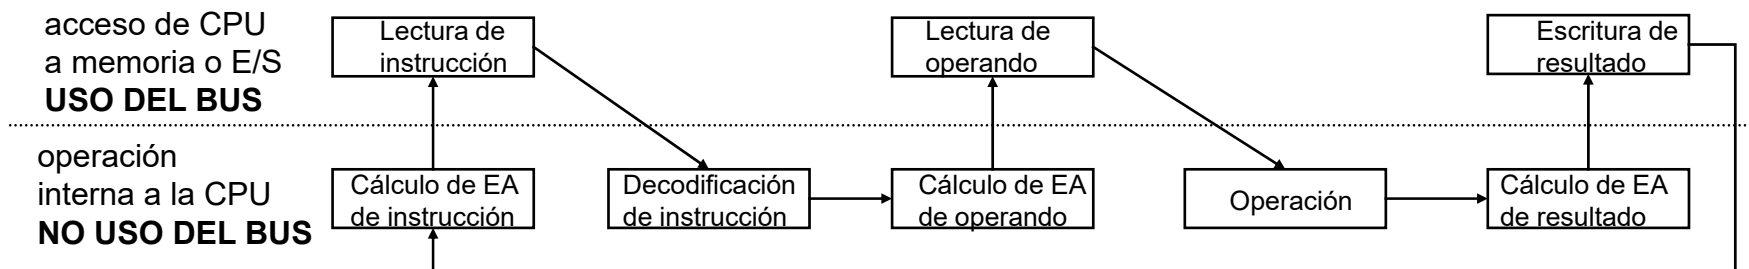 acceso de CPU
a memoria o E/S
USO DEL BUS
Lectura de
instrucción
Lectura de
operando
Escritura de
resultado
operación
interna a la CPU
NO USO DEL BUS
Cálculo de EA
de instrucción
Decodificación
de instrucción
Cálculo de EA
de operando
Operación
Cálculo de EA
de resultado